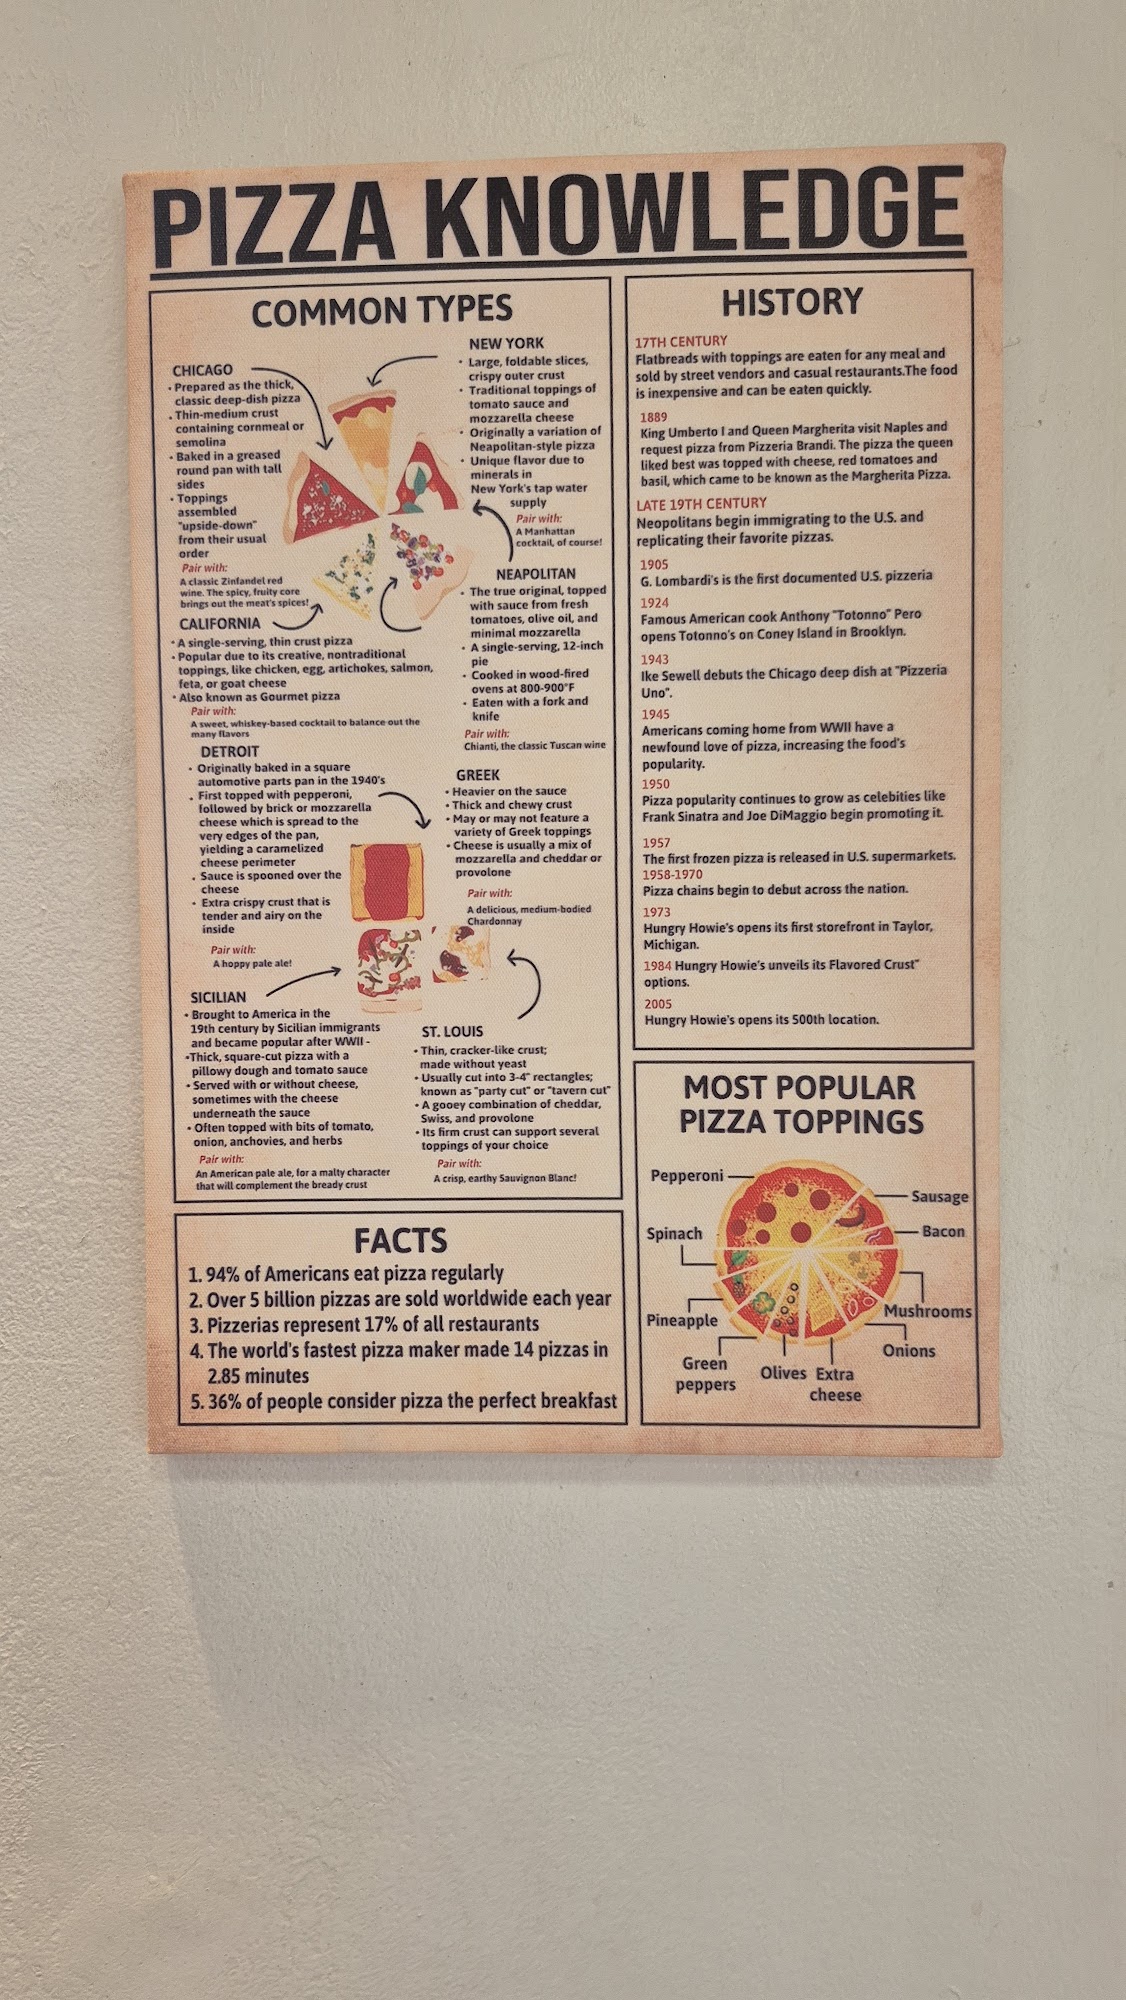 PIZZA KNOWLEDGE
COMMON TYPES
CHICAGO
• Prepared as the thick,
classic deep-dish pizza
• Thin-medium crust
containing cornmeal or
semolina
• Baked in a greased
round pan with tall
sides
• Toppings
assembled
"upside-down"
from their usual
order
Pair with:
A classic Zinfandel red
wine. The spicy, fruity core
brings out the meat's spices!
NEW YORK
• Large, foldable slices,
crispy outer crust
• Traditional toppings of
tomato sauce and
mozzarella cheese
• Originally a variation of
Neapolitan-style pizza
• Unique flavor due to
minerals in
New York's tap water
supply
Pair with:
A Manhattan
cocktail, of course!
CALIFORNIA
• A single-serving, thin crust pizza
• Popular due to its creative, nontraditional
toppings, like chicken, egg, artichokes, salmon,
feta, or goat cheese
• Also known as Gourmet pizza
Pair with:
A sweet, whiskey-based cocktail to balance out the
many flavors
NEAPOLITAN
• The true original, topped
with sauce from fresh
tomatoes, olive oil, and
minimal mozzarella
• A single-serving, 12-inch
pie
• Cooked in wood-fired
ovens at 800-900°F
• Eaten with a fork and
knife
Pair with:
Chianti, the classic Tuscan wine
DETROIT
• Originally baked in a square
automotive parts pan in the 1940's
• First topped with pepperoni,
followed by brick or mozzarella
cheese which is spread to the
very edges of the pan,
yielding a caramelized
cheese perimeter
• Sauce is spooned over the
cheese
• Extra crispy crust that is
tender and airy on the
inside
Pair with:
A hoppy pale ale!
GREEK
• Heavier on the sauce
• Thick and chewy crust
• May or may not feature a
variety of Greek toppings
• Cheese is usually a mix of
mozzarella and cheddar or
provolone
Pair with:
A delicious, medium-bodied
Chardonnay
SICILIAN
• Brought to America in the
19th century by Sicilian immigrants
and became popular after WWII -
•Thick, square-cut pizza with a
pillowy dough and tomato sauce
• Served with or without cheese,
sometimes with the cheese
underneath the sauce
• Often topped with bits of tomato,
onion, anchovies, and herbs
Pair with:
An American pale ale, for a malty character
that will complement the bready crust
ST. LOUIS
• Thin, cracker-like crust;
made without yeast
• Usually cut into 3-4" rectangles;
known as "party cut" or "tavern cut"
• A gooey combination of cheddar,
Swiss, and provolone
• Its firm crust can support several
toppings of your choice
Pair with:
A crisp, earthy Sauvignon Blanc!
FACTS
1. 94% of Americans eat pizza regularly
2. Over 5 billion pizzas are sold worldwide each year
3. Pizzerias represent 17% of all restaurants
4. The world's fastest pizza maker made 14 pizzas in
2.85 minutes
5. 36% of people consider pizza the perfect breakfast
HISTORY
17TH CENTURY
Flatbreads with toppings are eaten for any meal and
sold by street vendors and casual restaurants.The food
is inexpensive and can be eaten quickly.
1889
King Umberto I and Queen Margherita visit Naples and
request pizza from Pizzeria Brandi. The pizza the queen
liked best was topped with cheese, red tomatoes and
basil, which came to be known as the Margherita Pizza.
LATE 19TH CENTURY
Neopolitans begin immigrating to the U.S. and
replicating their favorite pizzas.
1905
G. Lombardi's is the first documented U.S. pizzeria
1924
Famous American cook Anthony "Totonno" Pero
opens Totonno's on Coney Island in Brooklyn.
1943
Ike Sewell debuts the Chicago deep dish at "Pizzeria
Uno".
1945
Americans coming home from WWII have a
newfound love of pizza, increasing the food's
popularity.
1950
Pizza popularity continues to grow as celebities like
Frank Sinatra and Joe DiMaggio begin promoting it.
1957
The first frozen pizza is released in U.S. supermarkets.
1958-1970
Pizza chains begin to debut across the nation.
1973
Hungry Howie's opens its first storefront in Taylor,
Michigan.
1984 Hungry Howie's unveils its Flavored Crust"
options.
2005
Hungry Howie's opens its 500th location.
MOST POPULAR
PIZZA TOPPINGS
Pepperoni
Sausage
Spinach
Bacon
Pineapple
Mushrooms
Green
peppers
Olives
Extra
cheese
Onions